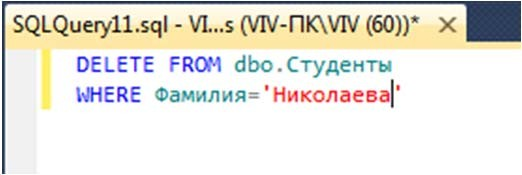 SQLQuery11.sql - VI...s (VIV-ПК\VIV (60))* ×
DELETE FROM dbo.Студенты
WHERE Фамилия='Николаева'